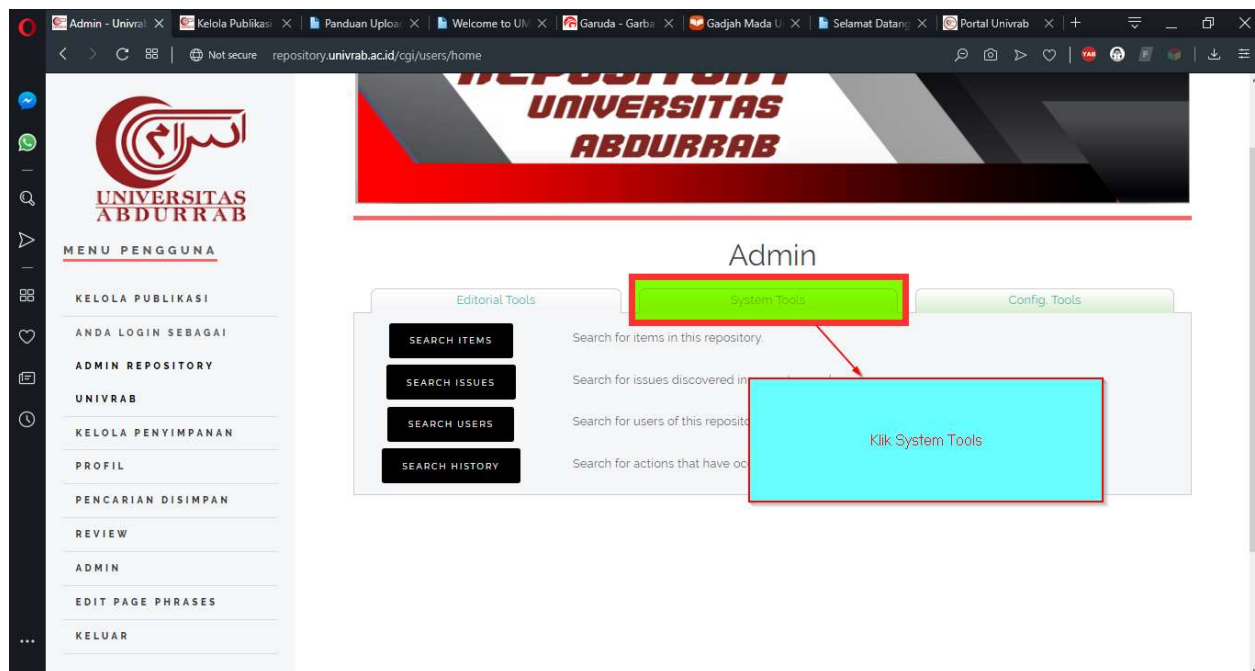 Admin - Univra
Kelola Publikasi
Panduan Uploa
Welcome to UM
Garuda - Garba
Gadjah Mada U
Selamat Datang
Portal Univrab
Not secure
repository.univrab.ac.id/cgi/users/home
YAB
UNIVERSITAS
ABDURRAB
السلام
UNIVERSITAS
ABDURRAB
MENU PENGGUNA
KELOLA PUBLIKASI
ANDA LOGIN SEBAGAI
ADMIN REPOSITORY
UNIVRAB
KELOLA PENYIMPANAN
PROFIL
PENCARIAN DISIMPAN
REVIEW
ADMIN
EDIT PAGE PHRASES
KELUAR
Admin
Editorial Tools
System Tools
Config. Tools
SEARCH ITEMS
Search for items in this repository.
SEARCH ISSUES
Search for issues discovered in
SEARCH USERS
Search for users of this reposito
SEARCH HISTORY
Search for actions that have oc
Klik System Tools